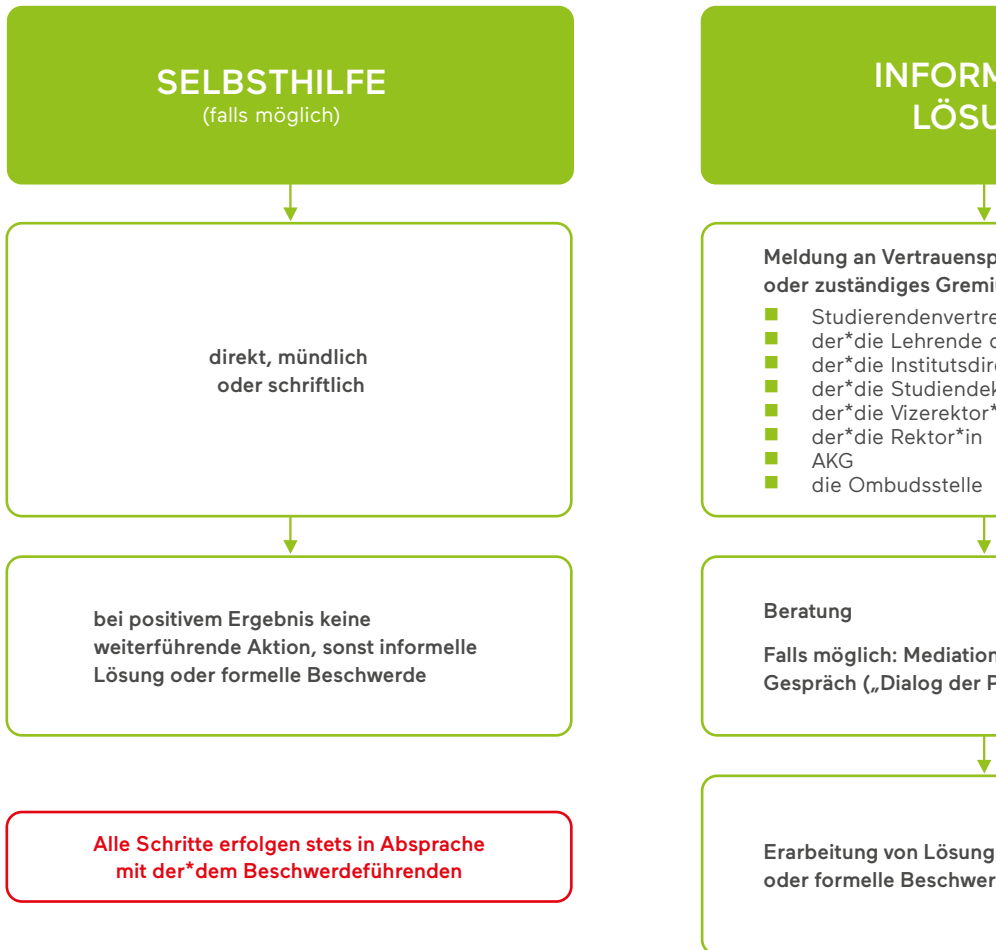 SELBSTHILFE
(falls möglich)
direkt, mündlich
oder schriftlich
bei positivem Ergebnis keine
weiterführende Aktion, sonst informelle
Lösung oder formelle Beschwerde
Alle Schritte erfolgen stets in Absprache
mit der*dem Beschwerdeführenden
INFORM
LÖSU
Meldung an Vertrauensp
oder zuständiges Gremi
Studierendenvertre
der*die Lehrende
der*die Institutsdir
der*die Studiendek
der*die Vizerektor*
der*die Rektor*in
AKG
die Ombudsstelle
Beratung
Falls möglich: Mediation
Gespräch („Dialog der P
Erarbeitung von Lösung
oder formelle Beschwer